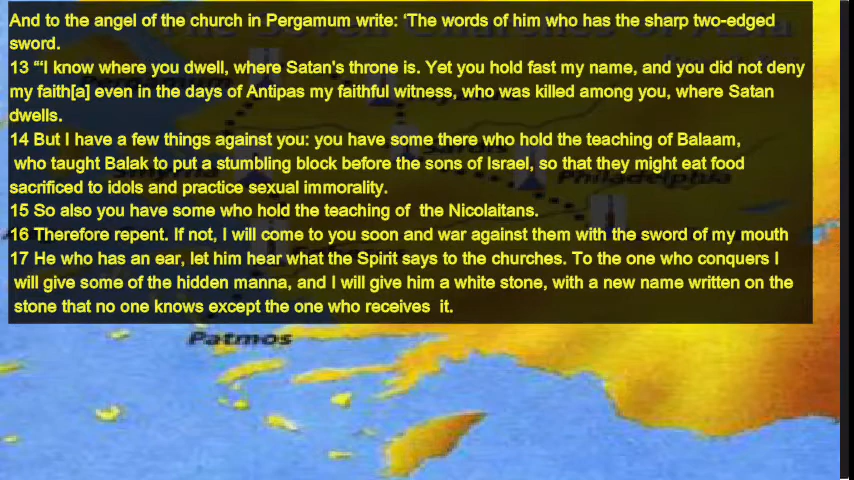 The Seven Churches of Asia
And to the angel of the church in Pergamum write: ‘The words of him who has the sharp two-edged
sword.
13 “‘I know where you dwell, where Satan's throne is. Yet you hold fast my name, and you did not deny
my faith[a] even in the days of Antipas my faithful witness, who was killed among you, where Satan
dwells.
14 But I have a few things against you: you have some there who hold the teaching of Balaam,
who taught Balak to put a stumbling block before the sons of Israel, so that they might eat food
sacrificed to idols and practice sexual immorality.
15 So also you have some who hold the teaching of the Nicolaitans.
16 Therefore repent. If not, I will come to you soon and war against them with the sword of my mouth
17 He who has an ear, let him hear what the Spirit says to the churches. To the one who conquers I
will give some of the hidden manna, and I will give him a white stone, with a new name written on the
stone that no one knows except the one who receives it.
Pergamum
Sardis
Smyrna
Philadelphia
Patmos